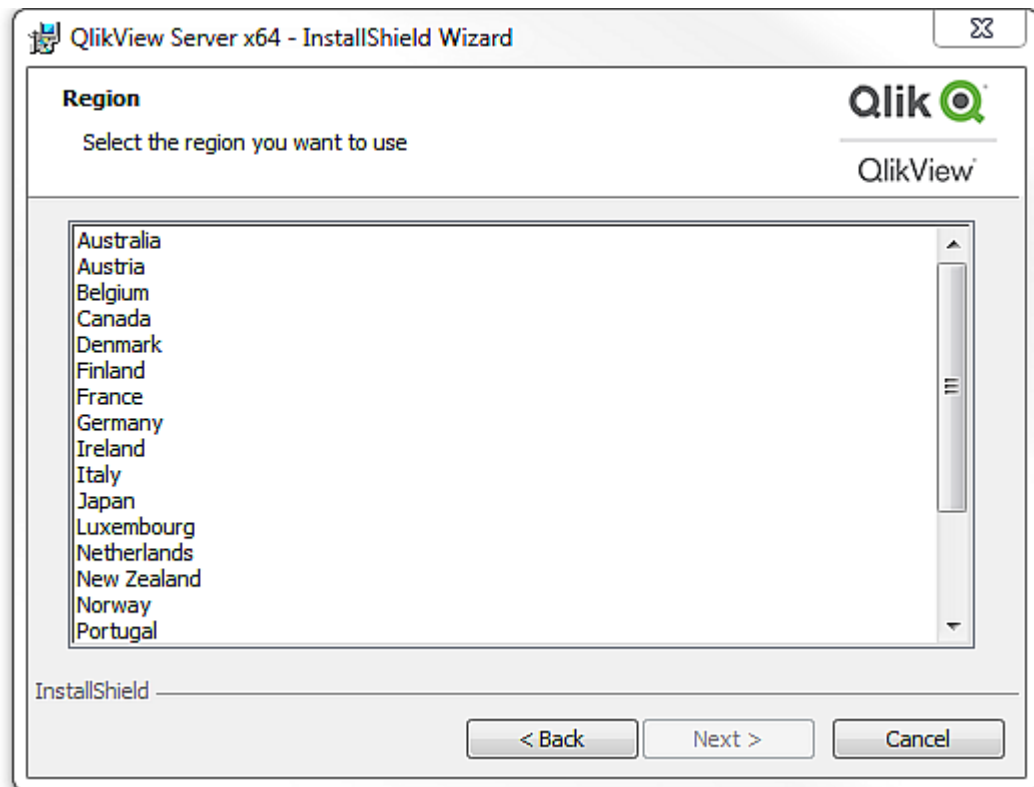 QlikView Server x64 - InstallShield Wizard
Region
Select the region you want to use
Qlik
QlikView
Australia
Austria
Belgium
Canada
Denmark
Finland
France
Germany
Ireland
Italy
Japan
Luxembourg
Netherlands
New Zealand
Norway
Portugal
InstallShield
< Back
Next >
Cancel